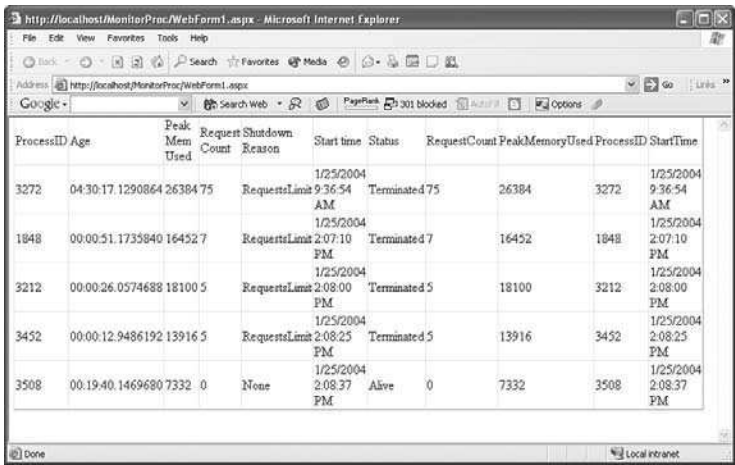 http://localhost/MonitorProc/WebForm1.aspx - Microsoft Internet Explorer
File Edit View Favorites Tools Help
Back Search Favorites Media
Address http://localhost/MonitorProc/WebForm1.aspx Go Links »
Google Search Web PageRank 301 blocked AutoFill Options
ProcessID Age Peak Mem Used Request Count Shutdown Reason Start time Status RequestCount PeakMemoryUsed ProcessID StartTime
3272 04:30:17.1290864 26384 75 RequestsLimit 1/25/2004 9:36:54 AM Terminated 75 26384 3272 1/25/2004 9:36:54 AM
1848 00:00:51.1735840 16452 7 RequestsLimit 1/25/2004 2:07:10 PM Terminated 7 16452 1848 1/25/2004 2:07:10 PM
3212 00:00:26.0574688 18100 5 RequestsLimit 1/25/2004 2:08:00 PM Terminated 5 18100 3212 1/25/2004 2:08:00 PM
3452 00:00:12.9486192 13916 5 RequestsLimit 1/25/2004 2:08:25 PM Terminated 5 13916 3452 1/25/2004 2:08:25 PM
3508 00:19:40.1469680 7332 0 None 1/25/2004 2:08:37 PM Alive 0 7332 3508 1/25/2004 2:08:37 PM
Done Local intranet